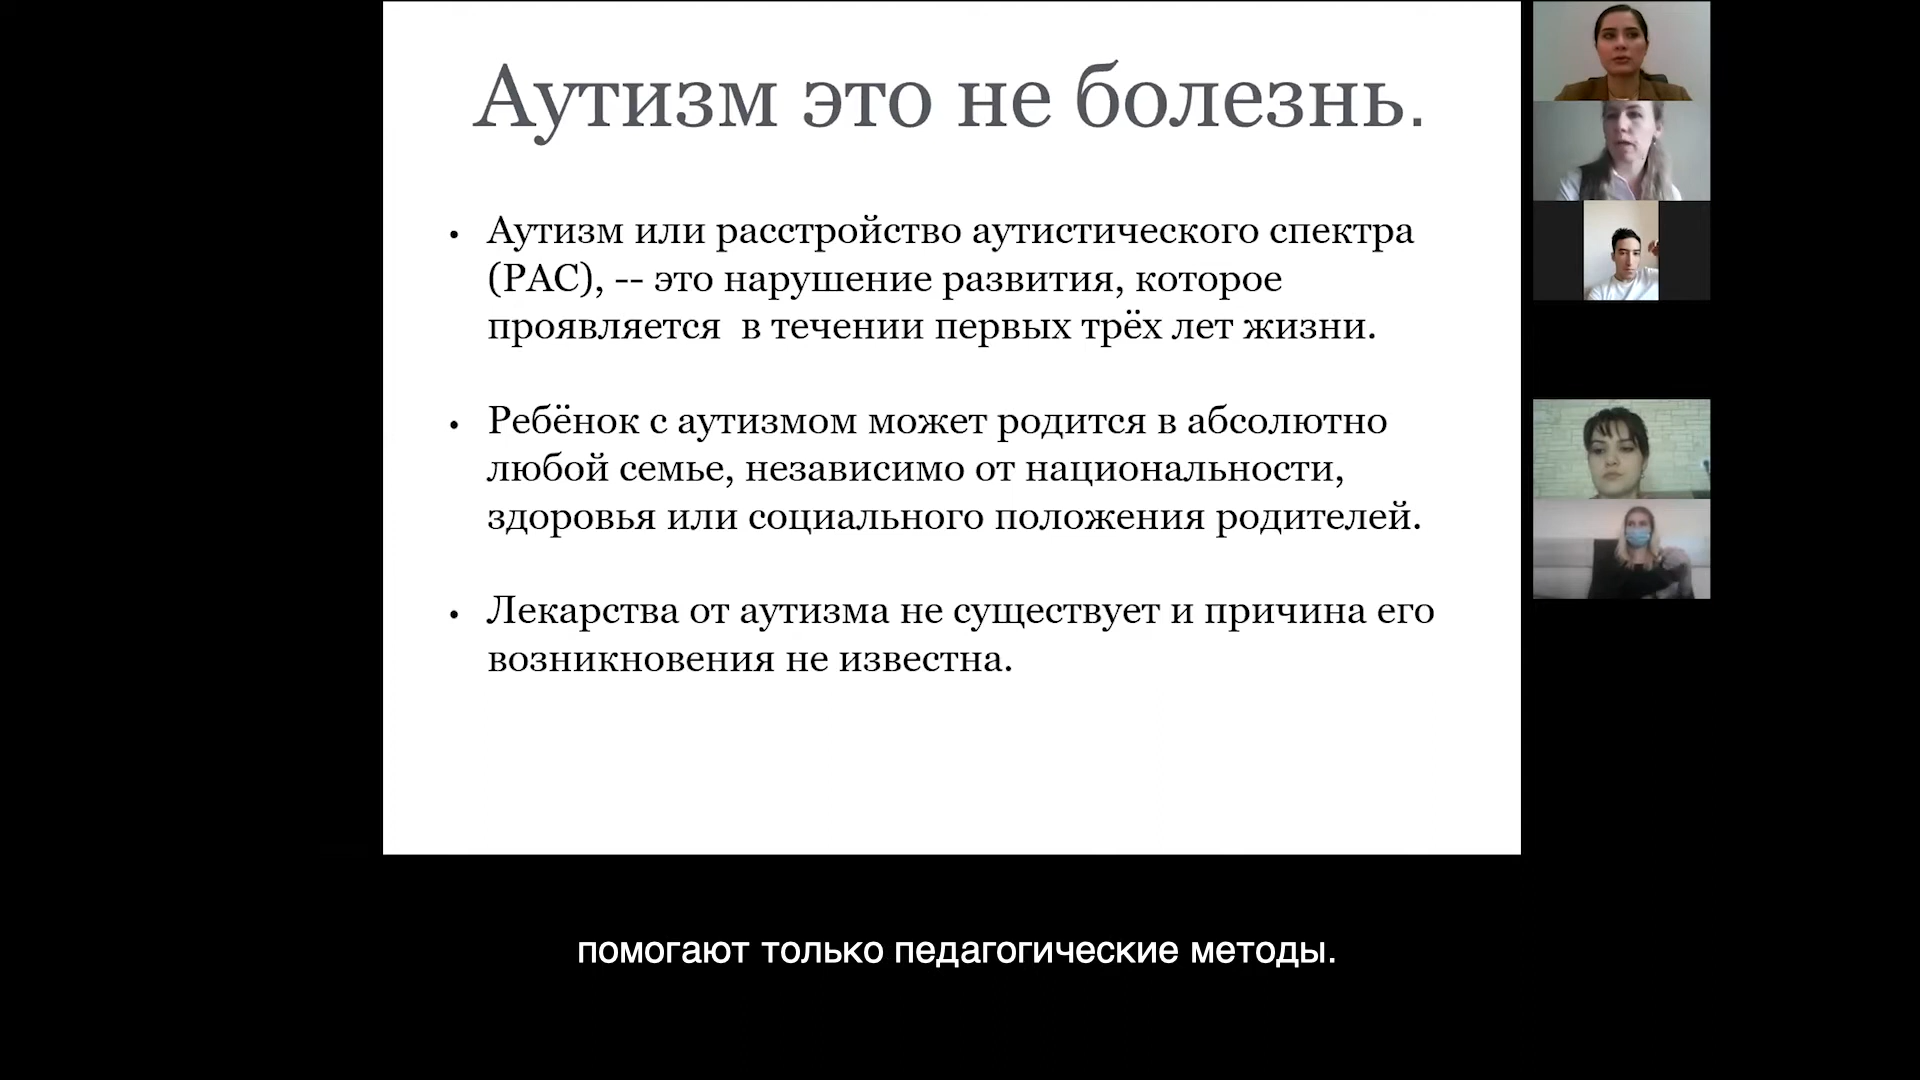 Аутизм это не болезнь.
• Аутизм или расстройство аутистического спектра
(РАС), -- это нарушение развития, которое
проявляется  в течении первых трёх лет жизни.
• Ребёнок с аутизмом может родится в абсолютно
любой семье, независимо от национальности,
здоровья или социального положения родителей.
• Лекарства от аутизма не существует и причина его
возникновения не известна.
помогают только педагогические методы.